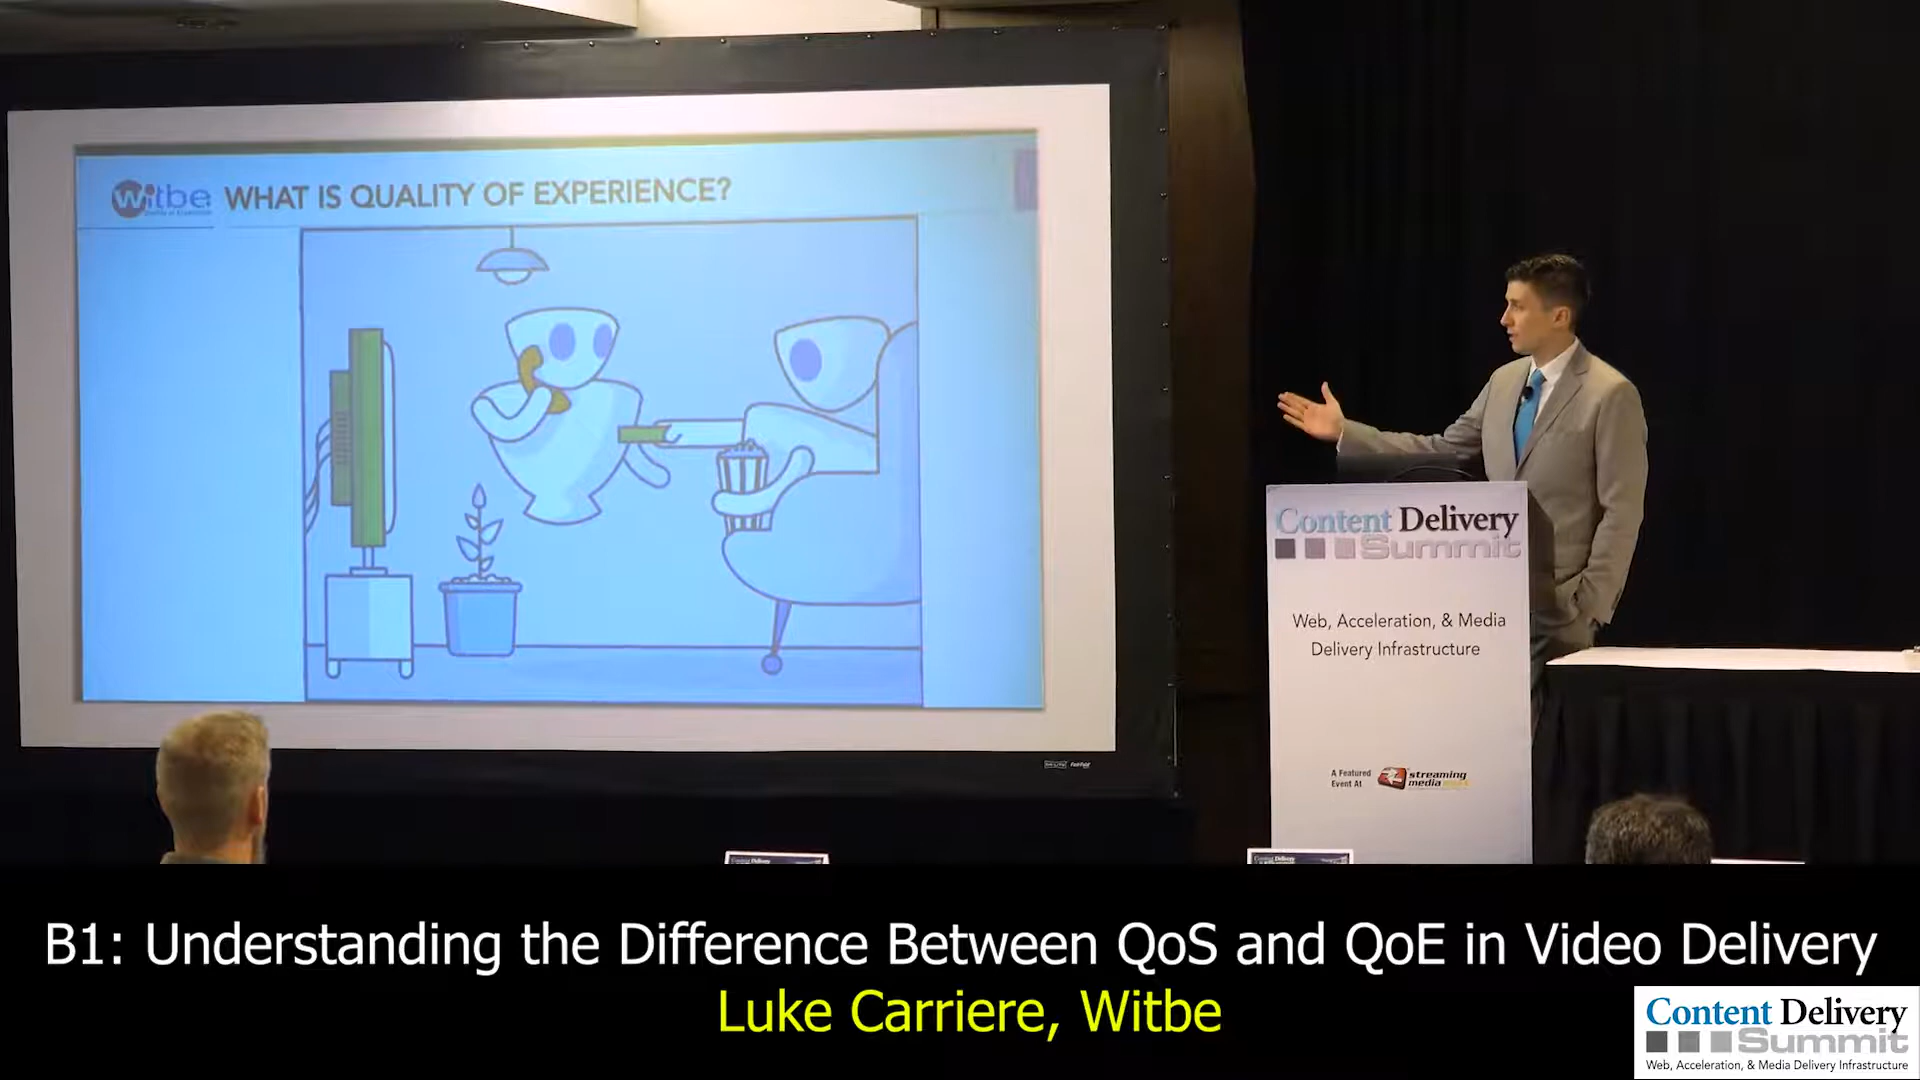 Witbe
WHAT IS QUALITY OF EXPERIENCE?
Content Delivery
Summit
Web, Acceleration, & Media
Delivery Infrastructure
A Featured
Event At
streaming
media
B1: Understanding the Difference Between QoS and QoE in Video Delivery
Luke Carriere, Witbe
Content Delivery
Summit
Web, Acceleration, & Media Delivery Infrastructure